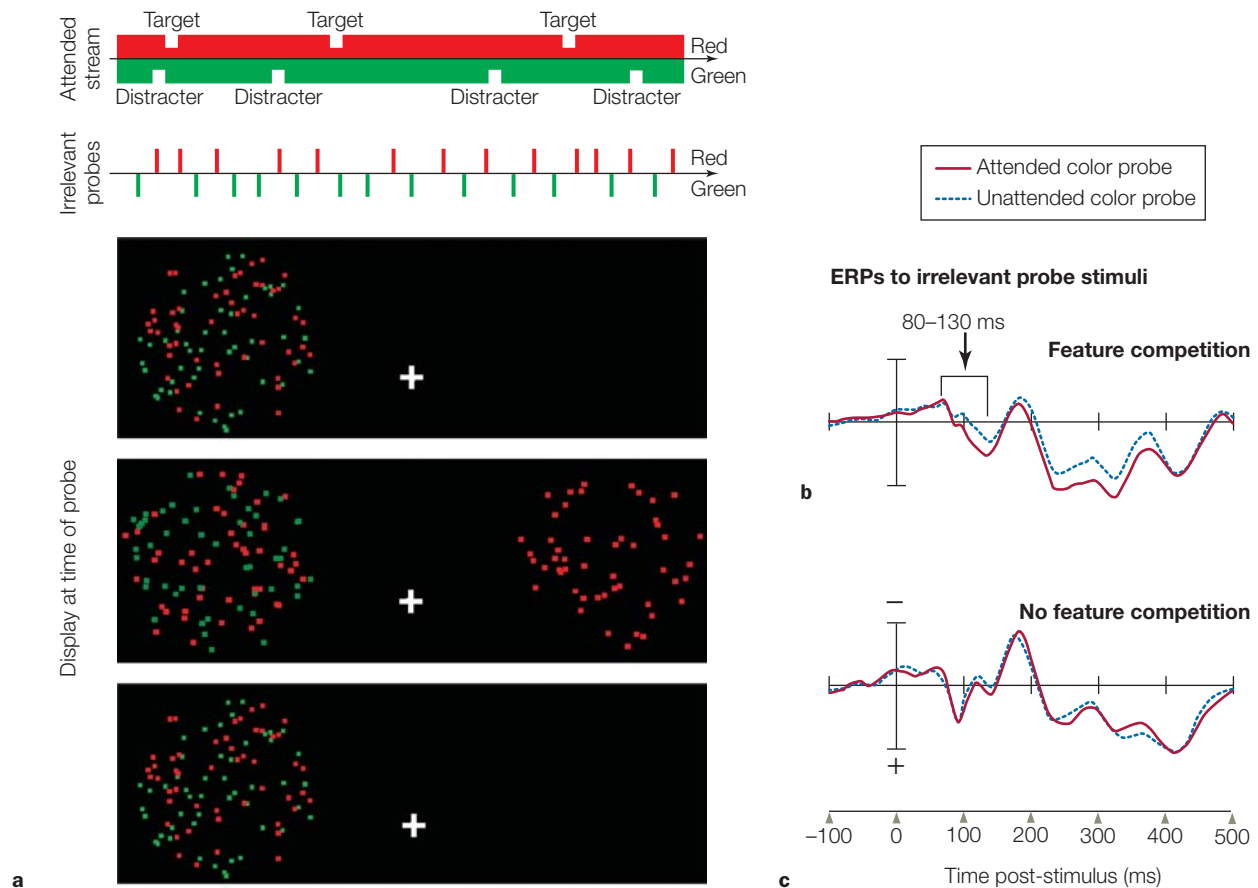 Target Target Target
Attended stream
Red
Green
Distracter Distracter Distracter Distracter
Irrelevant probes
Red
Green
Display at time of probe
a
Attended color probe
Unattended color probe
ERPs to irrelevant probe stimuli
80–130 ms
Feature competition
b
−
No feature competition
+
–100 0 100 200 300 400 500
c
Time post-stimulus (ms)